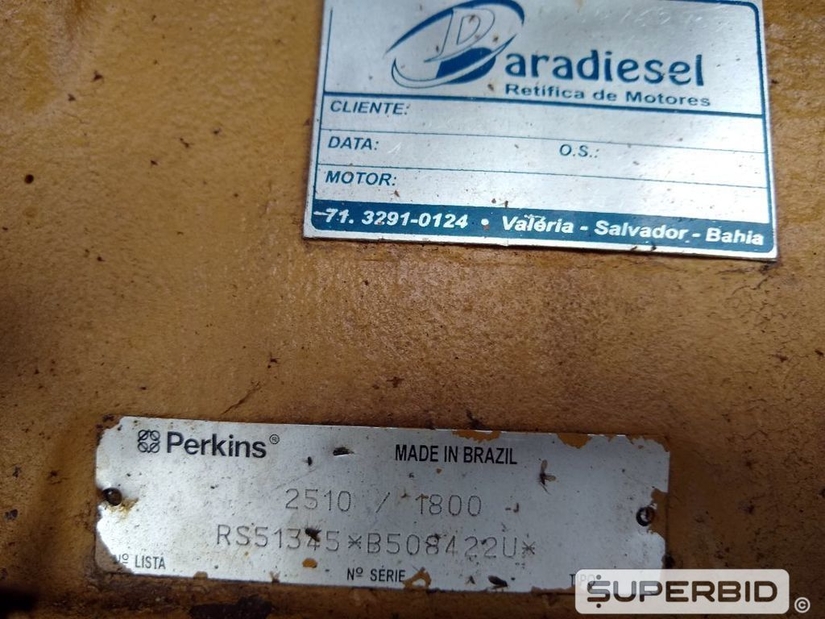 Paradiesel
Retífica de Motores
CLIENTE:
DATA: O.S.:
MOTOR:
71. 3291-0124 • Valéria - Salvador - Bahia
Perkins®
MADE IN BRAZIL
2510 / 1800
RS51345*B508422U*
Nº LISTA Nº SÉRIE TIPO
SUPERBID ©